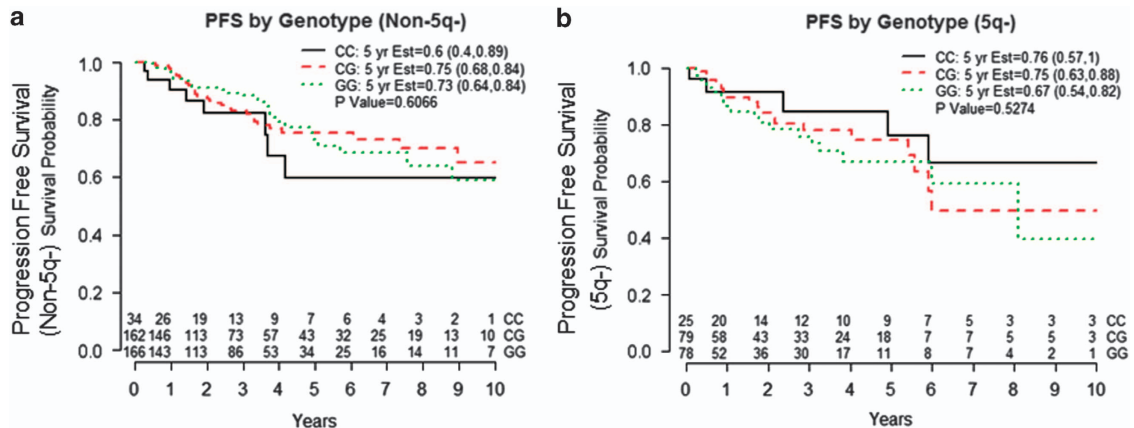 a
PFS by Genotype (Non-5q-)
CC: 5 yr Est=0.6 (0.4,0.89)
CG: 5 yr Est=0.75 (0.68,0.84)
GG: 5 yr Est=0.73 (0.64,0.84)
P Value=0.6066
Progression Free Survival
(Non-5q-) Survival Probability
1.0
0.8
0.6
0.4
0.2
0.0
34 26 19 13 9 7 6 4 3 2 1 CC
162 146 113 73 57 43 32 25 19 13 10 CG
166 143 113 86 53 34 25 16 14 11 7 GG
0 1 2 3 4 5 6 7 8 9 10
Years
b
PFS by Genotype (5q-)
CC: 5 yr Est=0.76 (0.57,1)
CG: 5 yr Est=0.75 (0.63,0.88)
GG: 5 yr Est=0.67 (0.54,0.82)
P Value=0.5274
Progression Free Survival
(5q-) Survival Probability
1.0
0.8
0.6
0.4
0.2
0.0
25 20 14 12 10 9 7 5 3 3 3 CC
79 58 43 33 24 18 7 7 5 5 3 CG
78 52 36 30 17 11 8 7 4 2 1 GG
0 1 2 3 4 5 6 7 8 9 10
Years